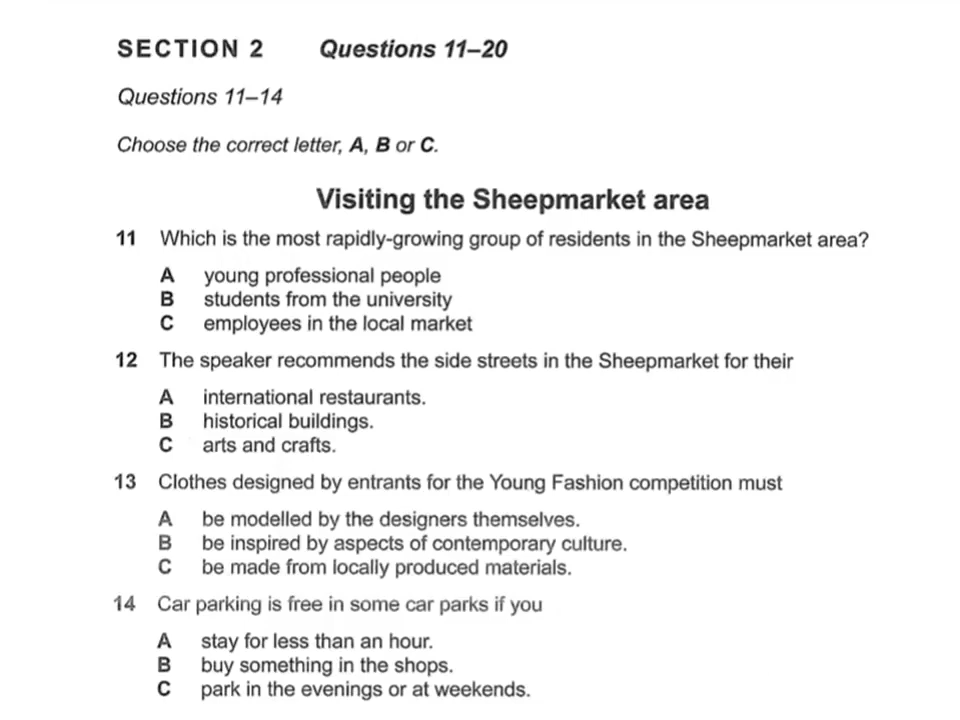 SECTION 2 Questions 11–20
Questions 11–14
Choose the correct letter, A, B or C.
Visiting the Sheepmarket area
11 Which is the most rapidly-growing group of residents in the Sheepmarket area?
A young professional people
B students from the university
C employees in the local market
12 The speaker recommends the side streets in the Sheepmarket for their
A international restaurants.
B historical buildings.
C arts and crafts.
13 Clothes designed by entrants for the Young Fashion competition must
A be modelled by the designers themselves.
B be inspired by aspects of contemporary culture.
C be made from locally produced materials.
14 Car parking is free in some car parks if you
A stay for less than an hour.
B buy something in the shops.
C park in the evenings or at weekends.